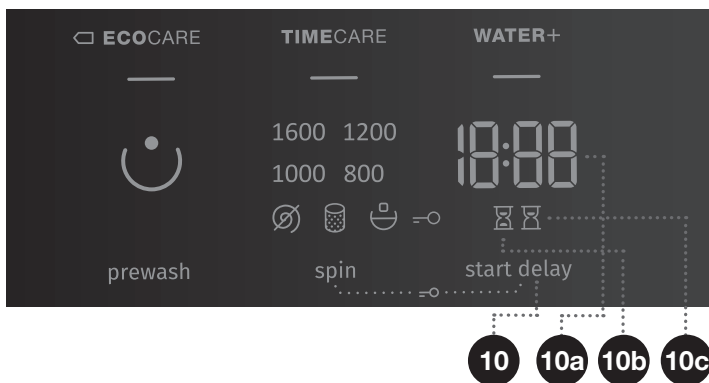 ECOCARE TIMECARE WATER+
1600 1200 18:88
1000 800
prewash spin start delay
10 10a 10b 10c